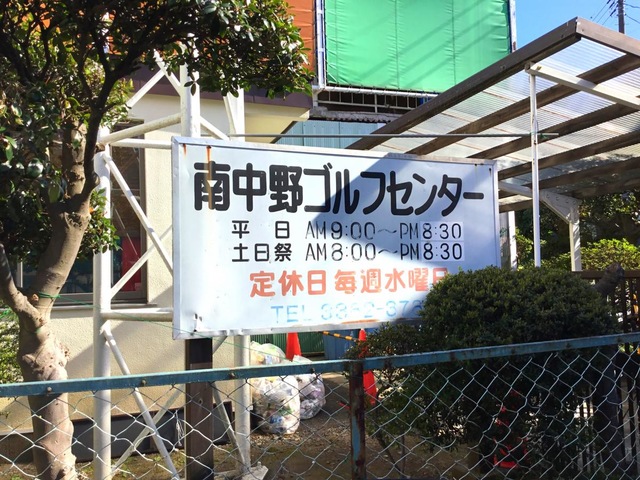 南中野ゴルフセンター
平日 AM9:00〜PM8:30
土日祭 AM8:00〜PM8:30
定休日毎週水曜日
TEL